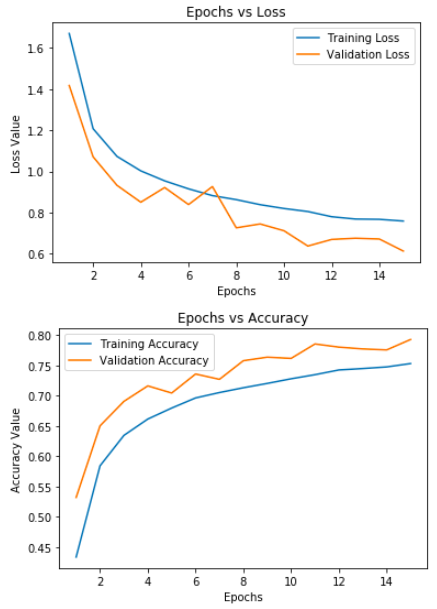 Epochs vs Loss
Training Loss
Validation Loss
1.6
1.4
1.2
1.0
0.8
0.6
Loss Value
2 4 6 8 10 12 14
Epochs
Epochs vs Accuracy
Training Accuracy
Validation Accuracy
0.80
0.75
0.70
0.65
0.60
0.55
0.50
0.45
Accuracy Value
2 4 6 8 10 12 14
Epochs